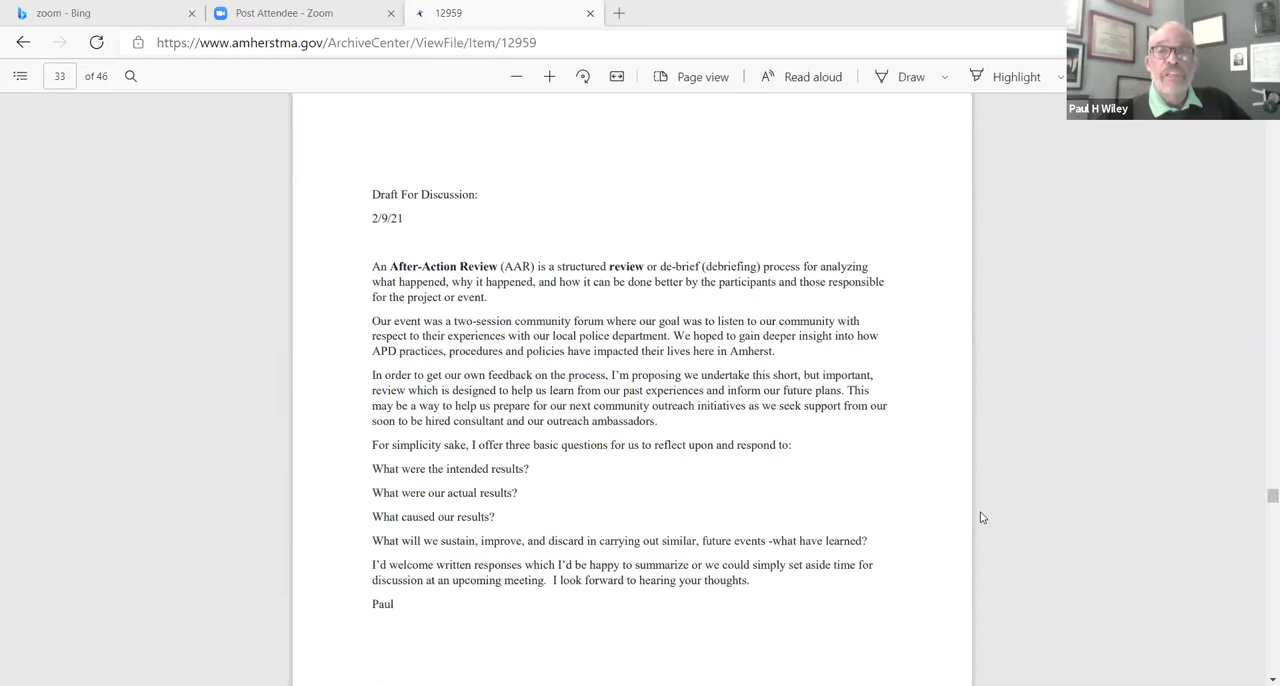 zoom - Bing
Post Attendee - Zoom
12959
https://www.amherstma.gov/ArchiveCenter/ViewFile/Item/12959
33 of 46
Page view
Read aloud
Draw
Highlight
Paul H Wiley
Draft For Discussion:
2/9/21
An After-Action Review (AAR) is a structured review or de-brief (debriefing) process for analyzing
what happened, why it happened, and how it can be done better by the participants and those responsible
for the project or event.
Our event was a two-session community forum where our goal was to listen to our community with
respect to their experiences with our local police department. We hoped to gain deeper insight into how
APD practices, procedures and policies have impacted their lives here in Amherst.
In order to get our own feedback on the process, I'm proposing we undertake this short, but important,
review which is designed to help us learn from our past experiences and inform our future plans. This
may be a way to help us prepare for our next community outreach initiatives as we seek support from our
soon to be hired consultant and our outreach ambassadors.
For simplicity sake, I offer three basic questions for us to reflect upon and respond to:
What were the intended results?
What were our actual results?
What caused our results?
What will we sustain, improve, and discard in carrying out similar, future events -what have learned?
I'd welcome written responses which I'd be happy to summarize or we could simply set aside time for
discussion at an upcoming meeting.  I look forward to hearing your thoughts.
Paul